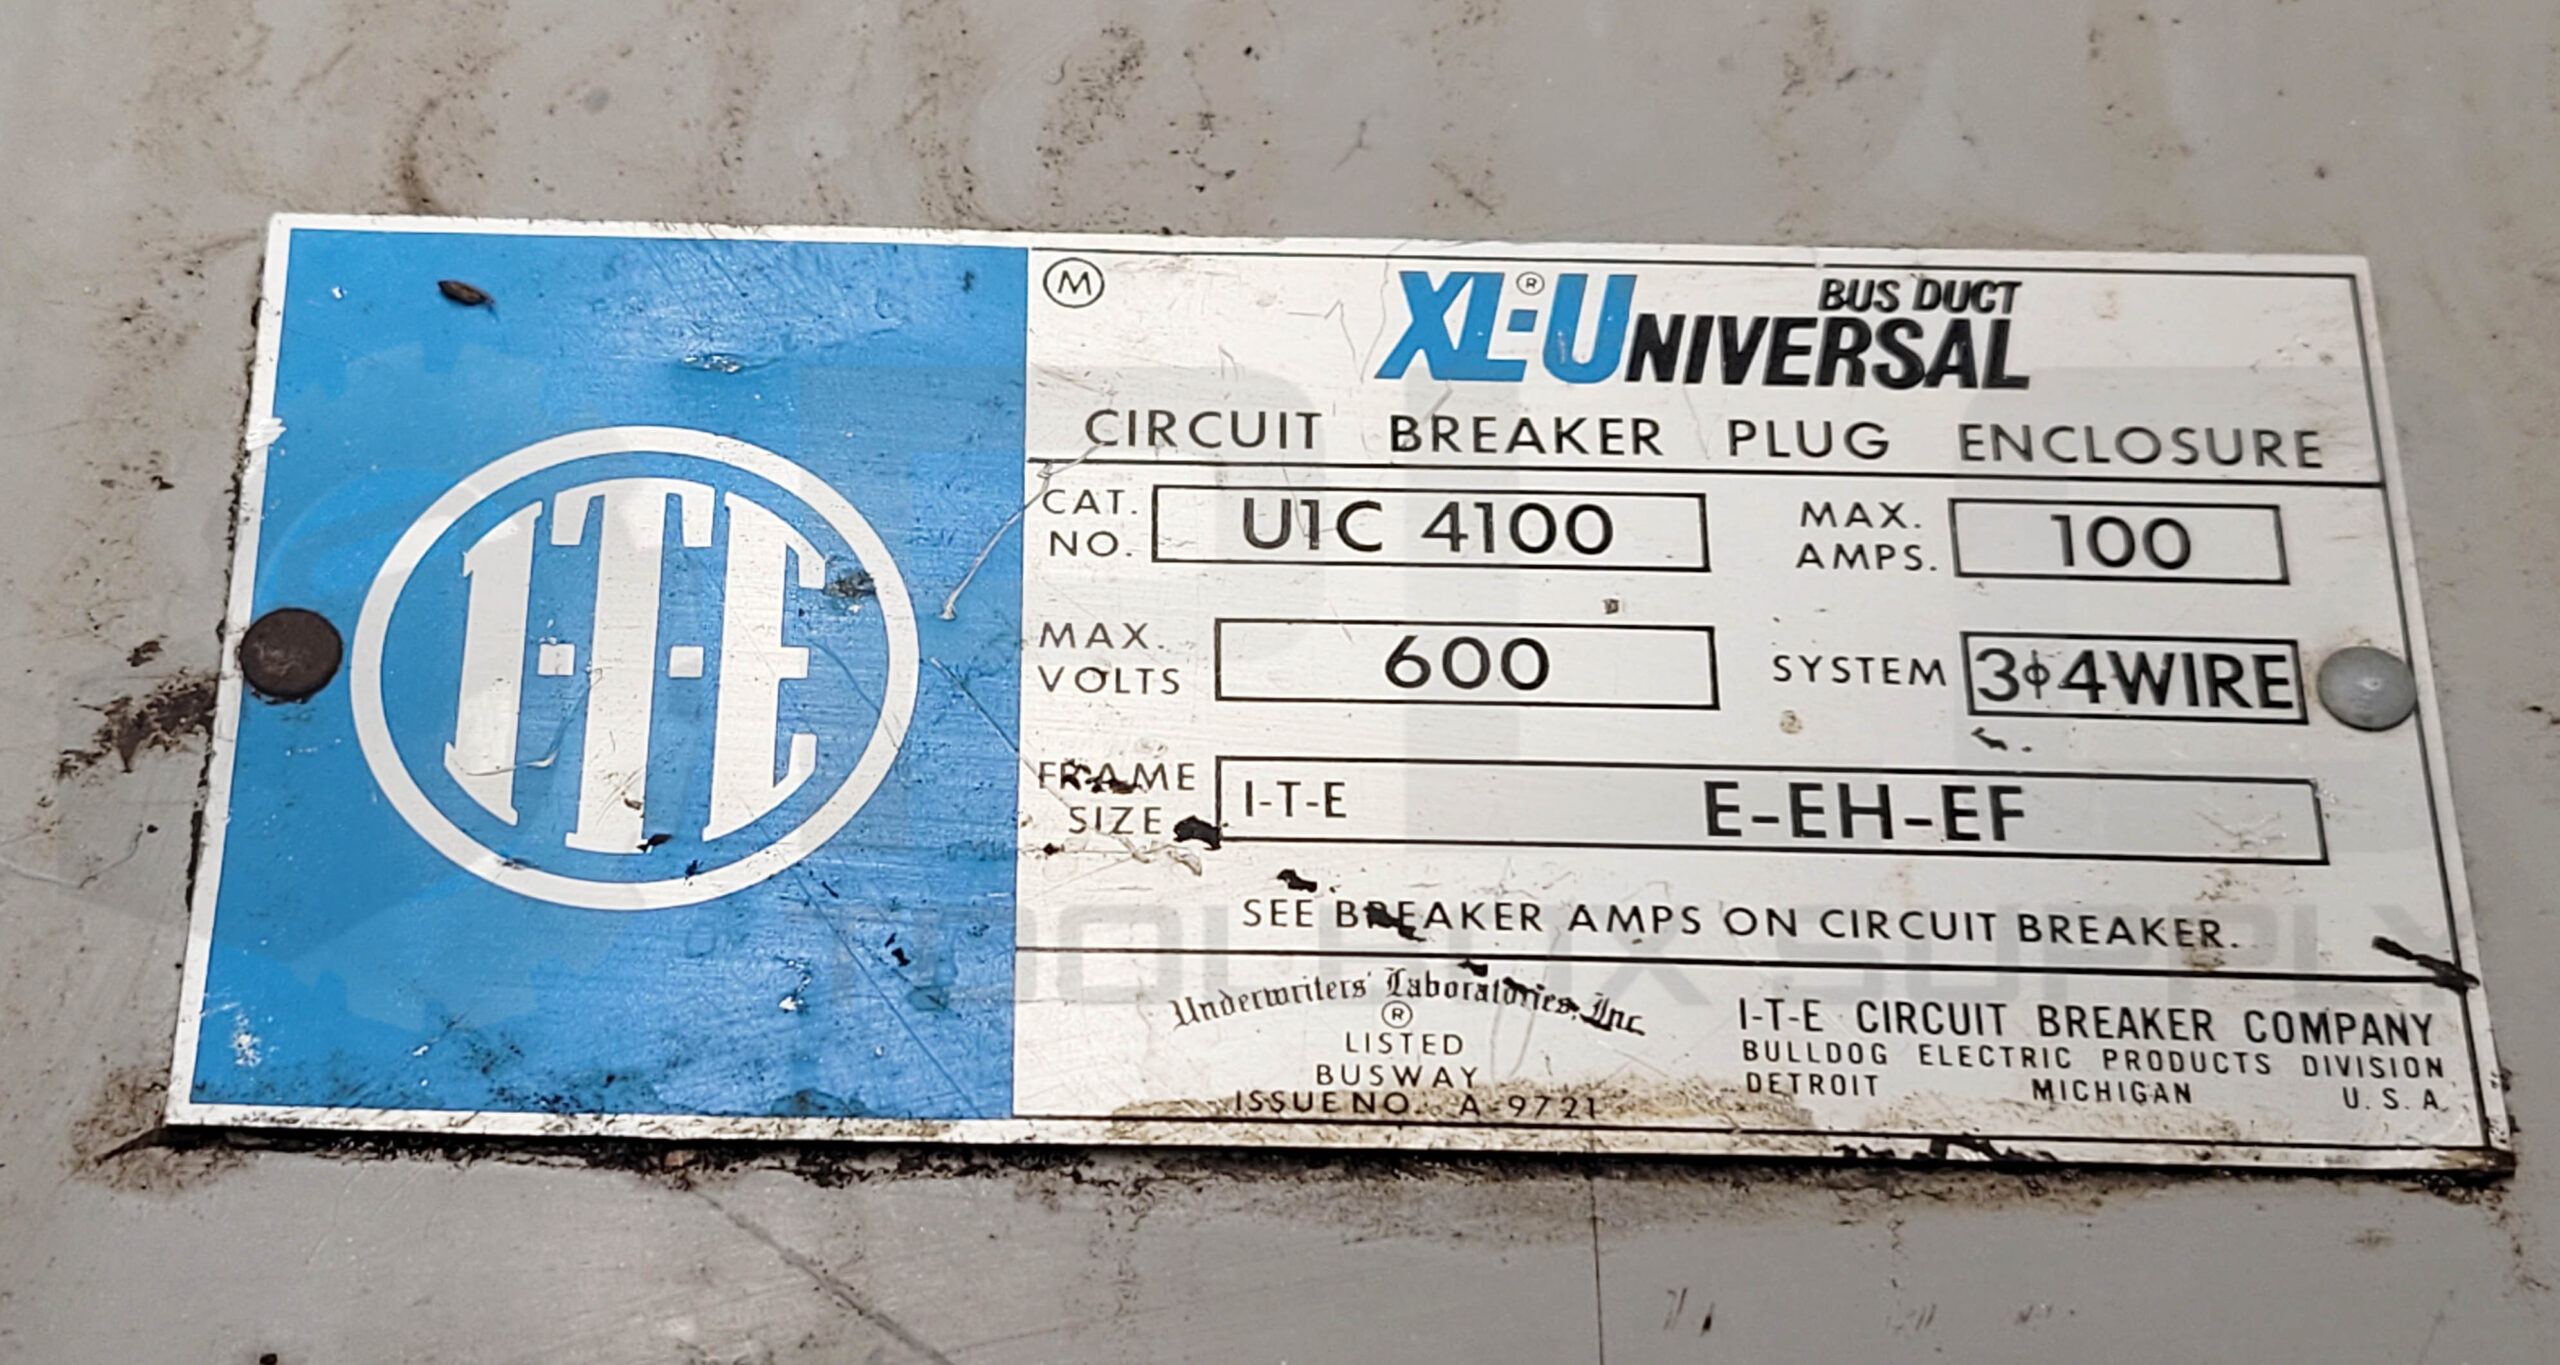 I-T-E
Ⓜ
XL-UNIVERSAL®
BUS DUCT
CIRCUIT BREAKER PLUG ENCLOSURE
CAT. NO. U1C 4100 MAX. AMPS. 100
MAX. VOLTS 600 SYSTEM 3ϕ4WIRE
FRAME SIZE I-T-E E-EH-EF
SEE BREAKER AMPS ON CIRCUIT BREAKER.
Underwriters' Laboratories, Inc.
®
LISTED
BUSWAY
ISSUE NO. A-9721
I-T-E CIRCUIT BREAKER COMPANY
BULLDOG ELECTRIC PRODUCTS DIVISION
DETROIT MICHIGAN U.S.A.
TOOLBOX SUPPLY